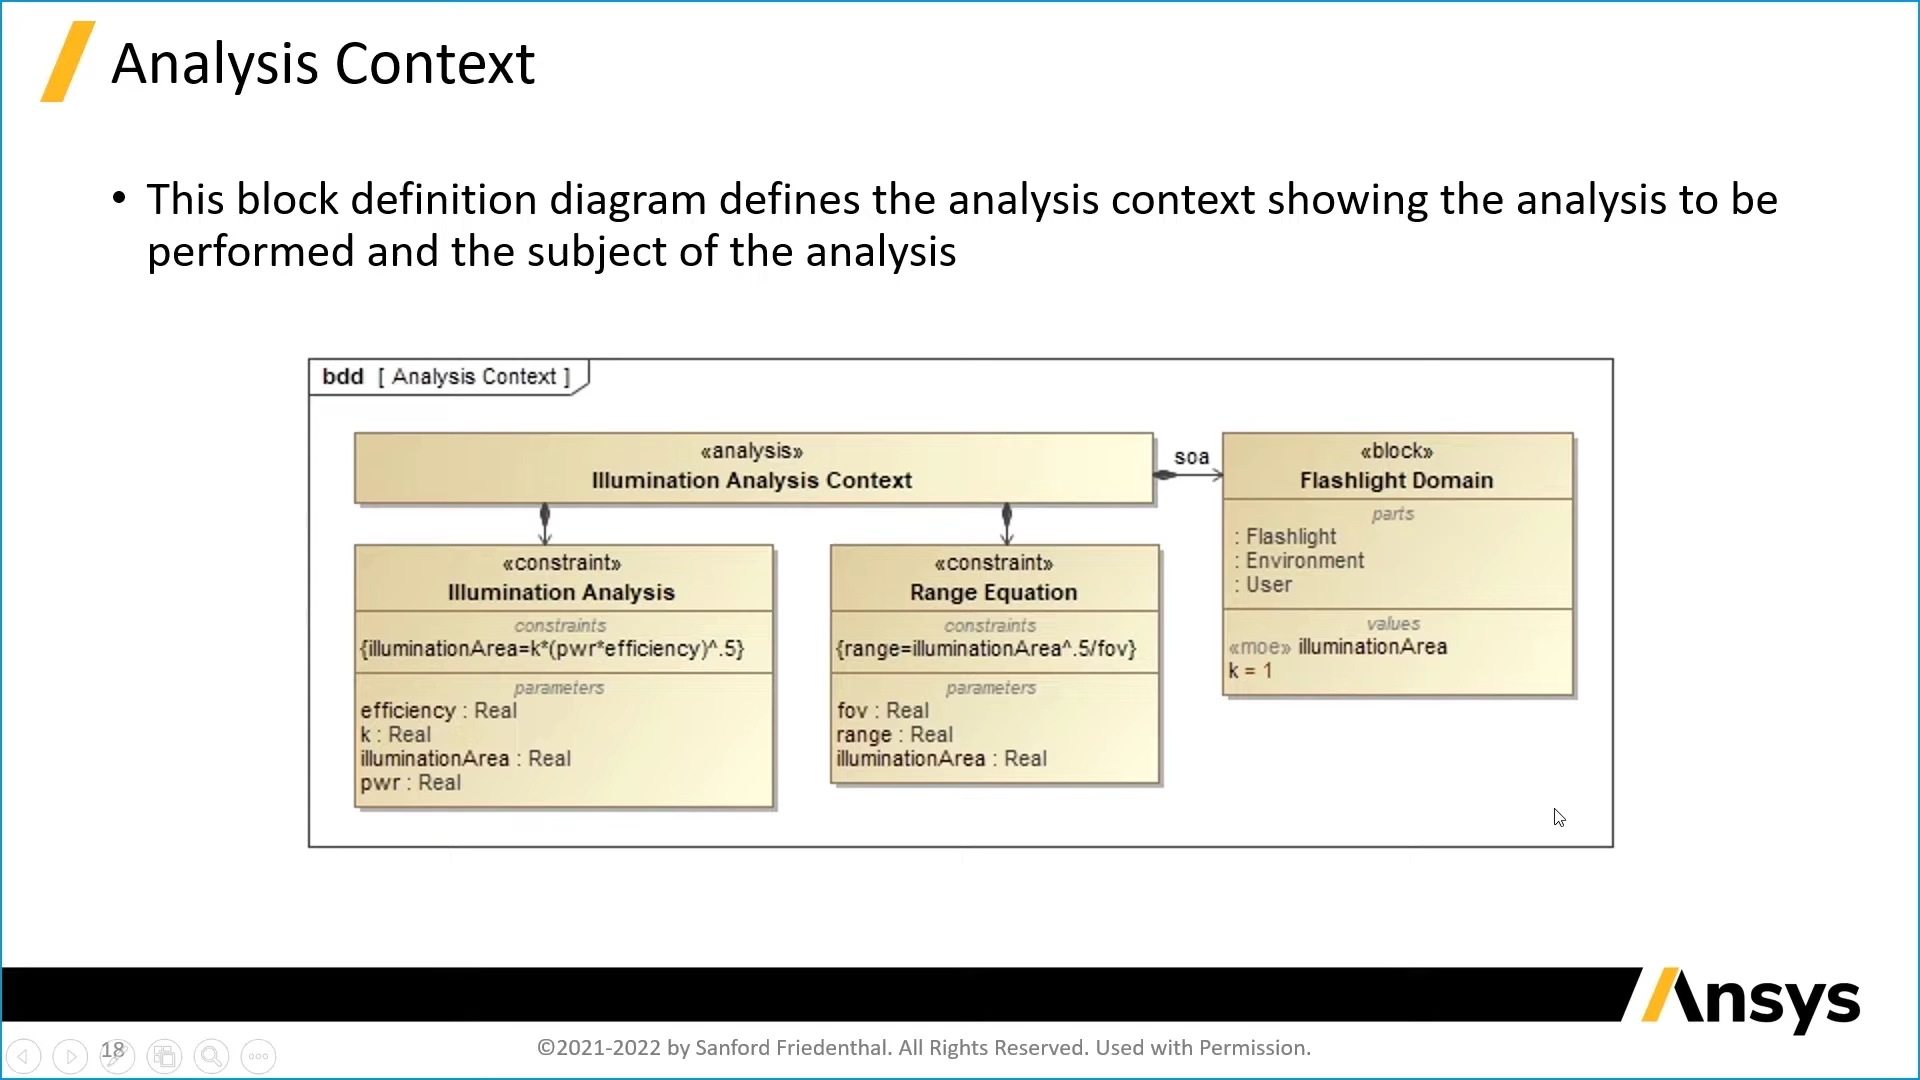 Analysis Context
• This block definition diagram defines the analysis context showing the analysis to be
performed and the subject of the analysis
bdd [ Analysis Context ]
«analysis»
Illumination Analysis Context
soa
«block»
Flashlight Domain
parts
: Flashlight
: Environment
: User
values
«moe» illuminationArea
k = 1
«constraint»
Illumination Analysis
constraints
{illuminationArea=k*(pwr*efficiency)^.5}
parameters
efficiency : Real
k : Real
illuminationArea : Real
pwr : Real
«constraint»
Range Equation
constraints
{range=illuminationArea^.5/fov}
parameters
fov : Real
range : Real
illuminationArea : Real
Ansys
18
©2021-2022 by Sanford Friedenthal. All Rights Reserved. Used with Permission.